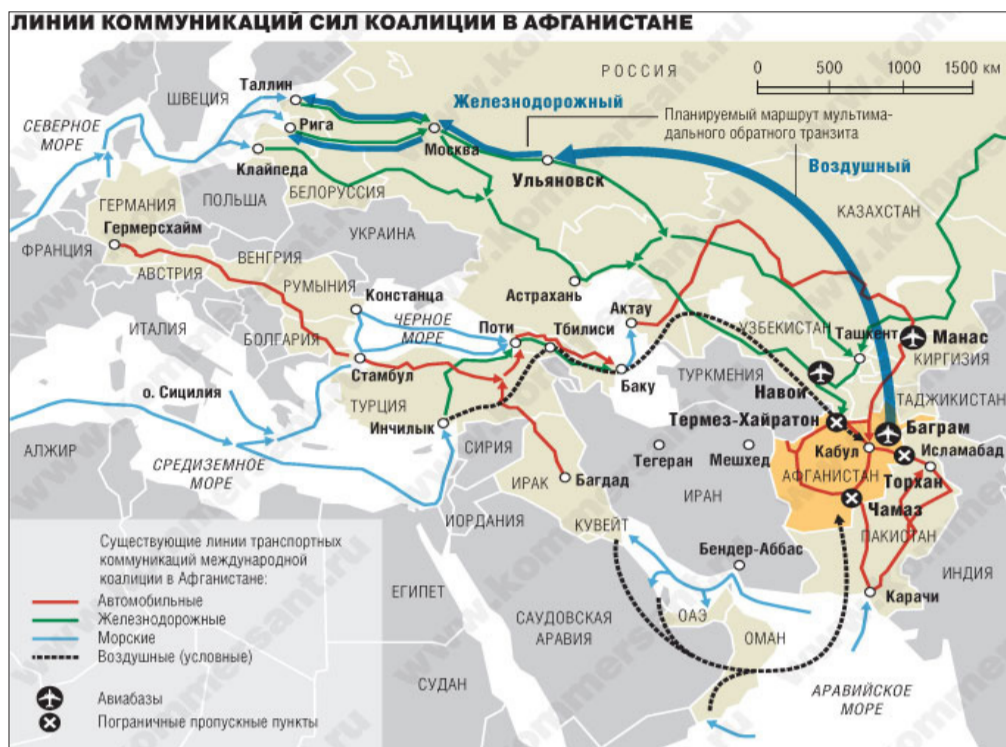 ЛИНИИ КОММУНИКАЦИЙ СИЛ КОАЛИЦИИ В АФГАНИСТАНЕ
РОССИЯ
0 500 1000 1500 км
Таллин
ШВЕЦИЯ
Железнодорожный
Планируемый маршрут мультима-
дального обратного транзита
СЕВЕРНОЕ
МОРЕ
Рига
Москва
Воздушный
Клайпеда
Ульяновск
БЕЛОРУССИЯ
ПОЛЬША
ГЕРМАНИЯ
КАЗАХСТАН
Гермерсхайм
УКРАИНА
ФРАНЦИЯ
ВЕНГРИЯ
АВСТРИЯ
РУМЫНИЯ
Астрахань
Констанца
Актау
ЧЕРНОЕ
МОРЕ
ИТАЛИЯ
Поти
Тбилиси
УЗБЕКИСТАН
Ташкент
Манас
БОЛГАРИЯ
КИРГИЗИЯ
Стамбул
Баку
ТУРКМЕНИЯ
Навои
о. Сицилия
ТУРЦИЯ
ТАДЖИКИСТАН
Инчилык
Термез-Хайратон
Баграм
АЛЖИР
СИРИЯ
Тегеран
Мешхед
Кабул
Исламабад
СРЕДИЗЕМНОЕ
МОРЕ
ИРАК
Багдад
АФГАНИСТАН
Торхан
ИРАН
Чамаз
ИОРДАНИЯ
КУВЕЙТ
ПАКИСТАН
Существующие линии транспортных
коммуникаций международной
коалиции в Афганистане:
Бендер-Аббас
ИНДИЯ
ЕГИПЕТ
Карачи
Автомобильные
Железнодорожные
Морские
Воздушные (условные)
САУДОВСКАЯ
АРАВИЯ
ОАЭ
ОМАН
СУДАН
АРАВИЙСКОЕ
МОРЕ
Авиабазы
Пограничные пропускные пункты
www.kommersant.ru